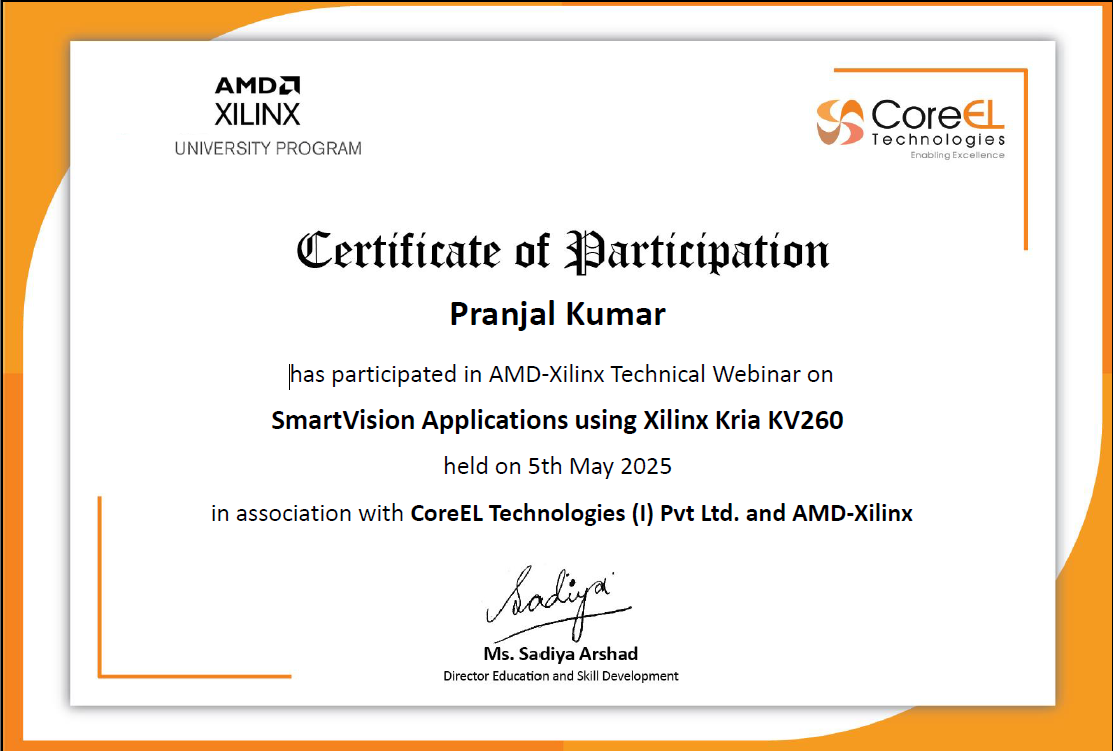 AMD
XILINX
UNIVERSITY PROGRAM
CoreEL
Technologies
Enabling Excellence
Certificate of Participation
Pranjal Kumar
has participated in AMD-Xilinx Technical Webinar on
SmartVision Applications using Xilinx Kria KV260
held on 5th May 2025
in association with CoreEL Technologies (I) Pvt Ltd. and AMD-Xilinx
Sadiya
Ms. Sadiya Arshad
Director Education and Skill Development